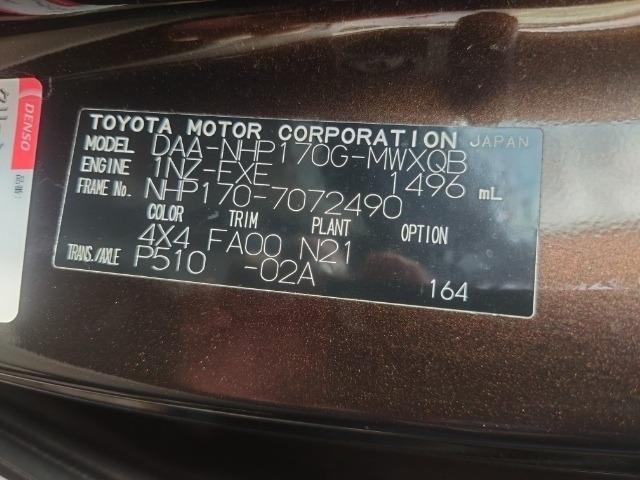 DENSO
TOYOTA MOTOR CORPORATION JAPAN
MODEL DAA-NHP170G-MWXQB
ENGINE 1NZ-FXE 1496 mL
FRAME No. NHP170-7072490
COLOR TRIM PLANT OPTION
4X4 FA00 N21
TRANS./AXLE P510 -02A
164